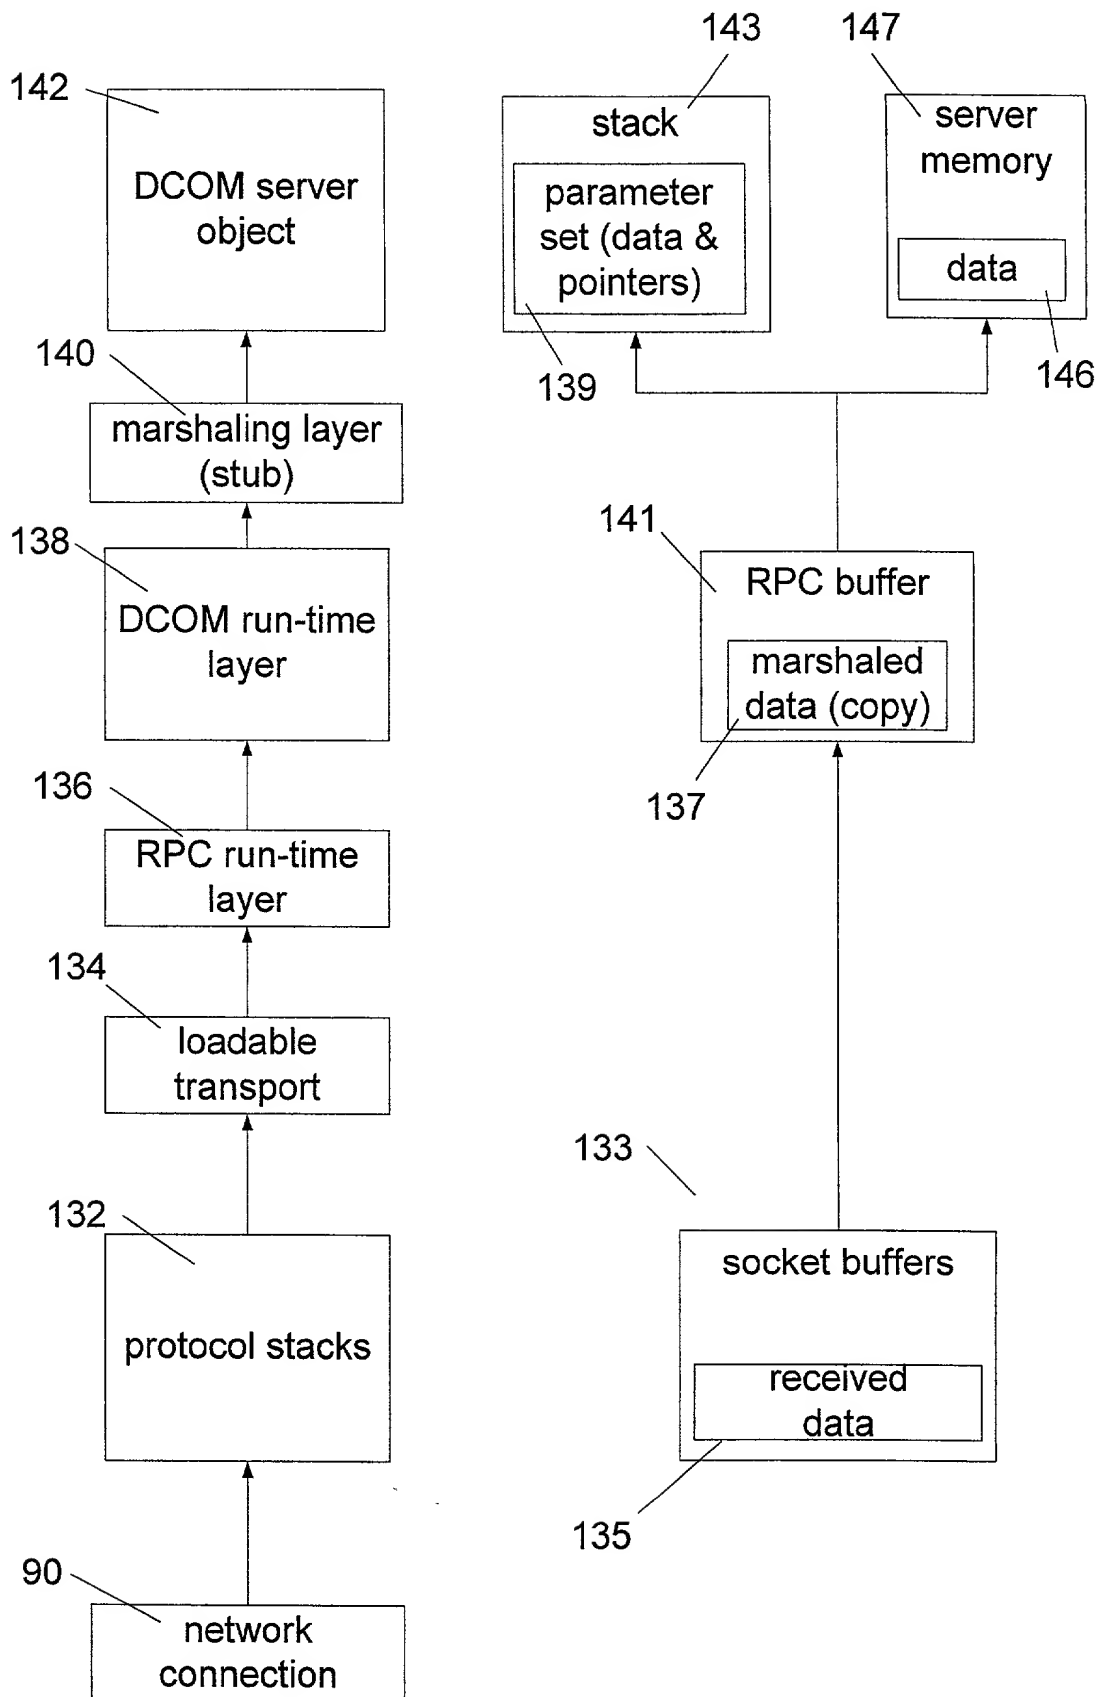 143
147
142
stack
server
memory
DCOM server
object
parameter
set (data &
pointers)
data
140
139
146
marshaling layer
(stub)
138
141
RPC buffer
DCOM run-time
layer
marshaled
data (copy)
136
137
RPC run-time
layer
134
loadable
transport
133
132
socket buffers
protocol stacks
received
data
135
90
network
connection